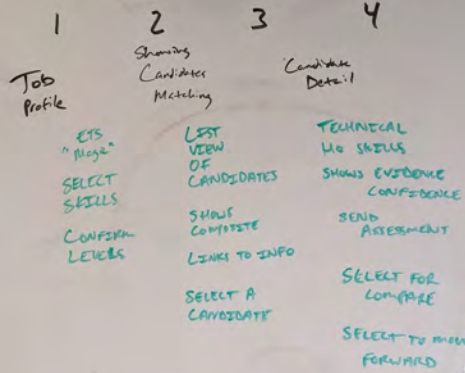 1 2 3 4
Job
Profile
Showing
Candidates
Matching
Candidate
Detail
ETS
"Mage"
SELECT
SKILLS
CONFIRM
LEVELS
LIST
VIEW
OF
CANDIDATES
SHOWS
COMPOSITE
LINKS TO INFO
SELECT A
CANDIDATE
TECHNICAL
SKILLS
SHOWS EVIDENCE
CONFIDENCE
SEND
ASSESSMENT
SELECT FOR
COMPARE
SELECT TO MOVE
FORWARD